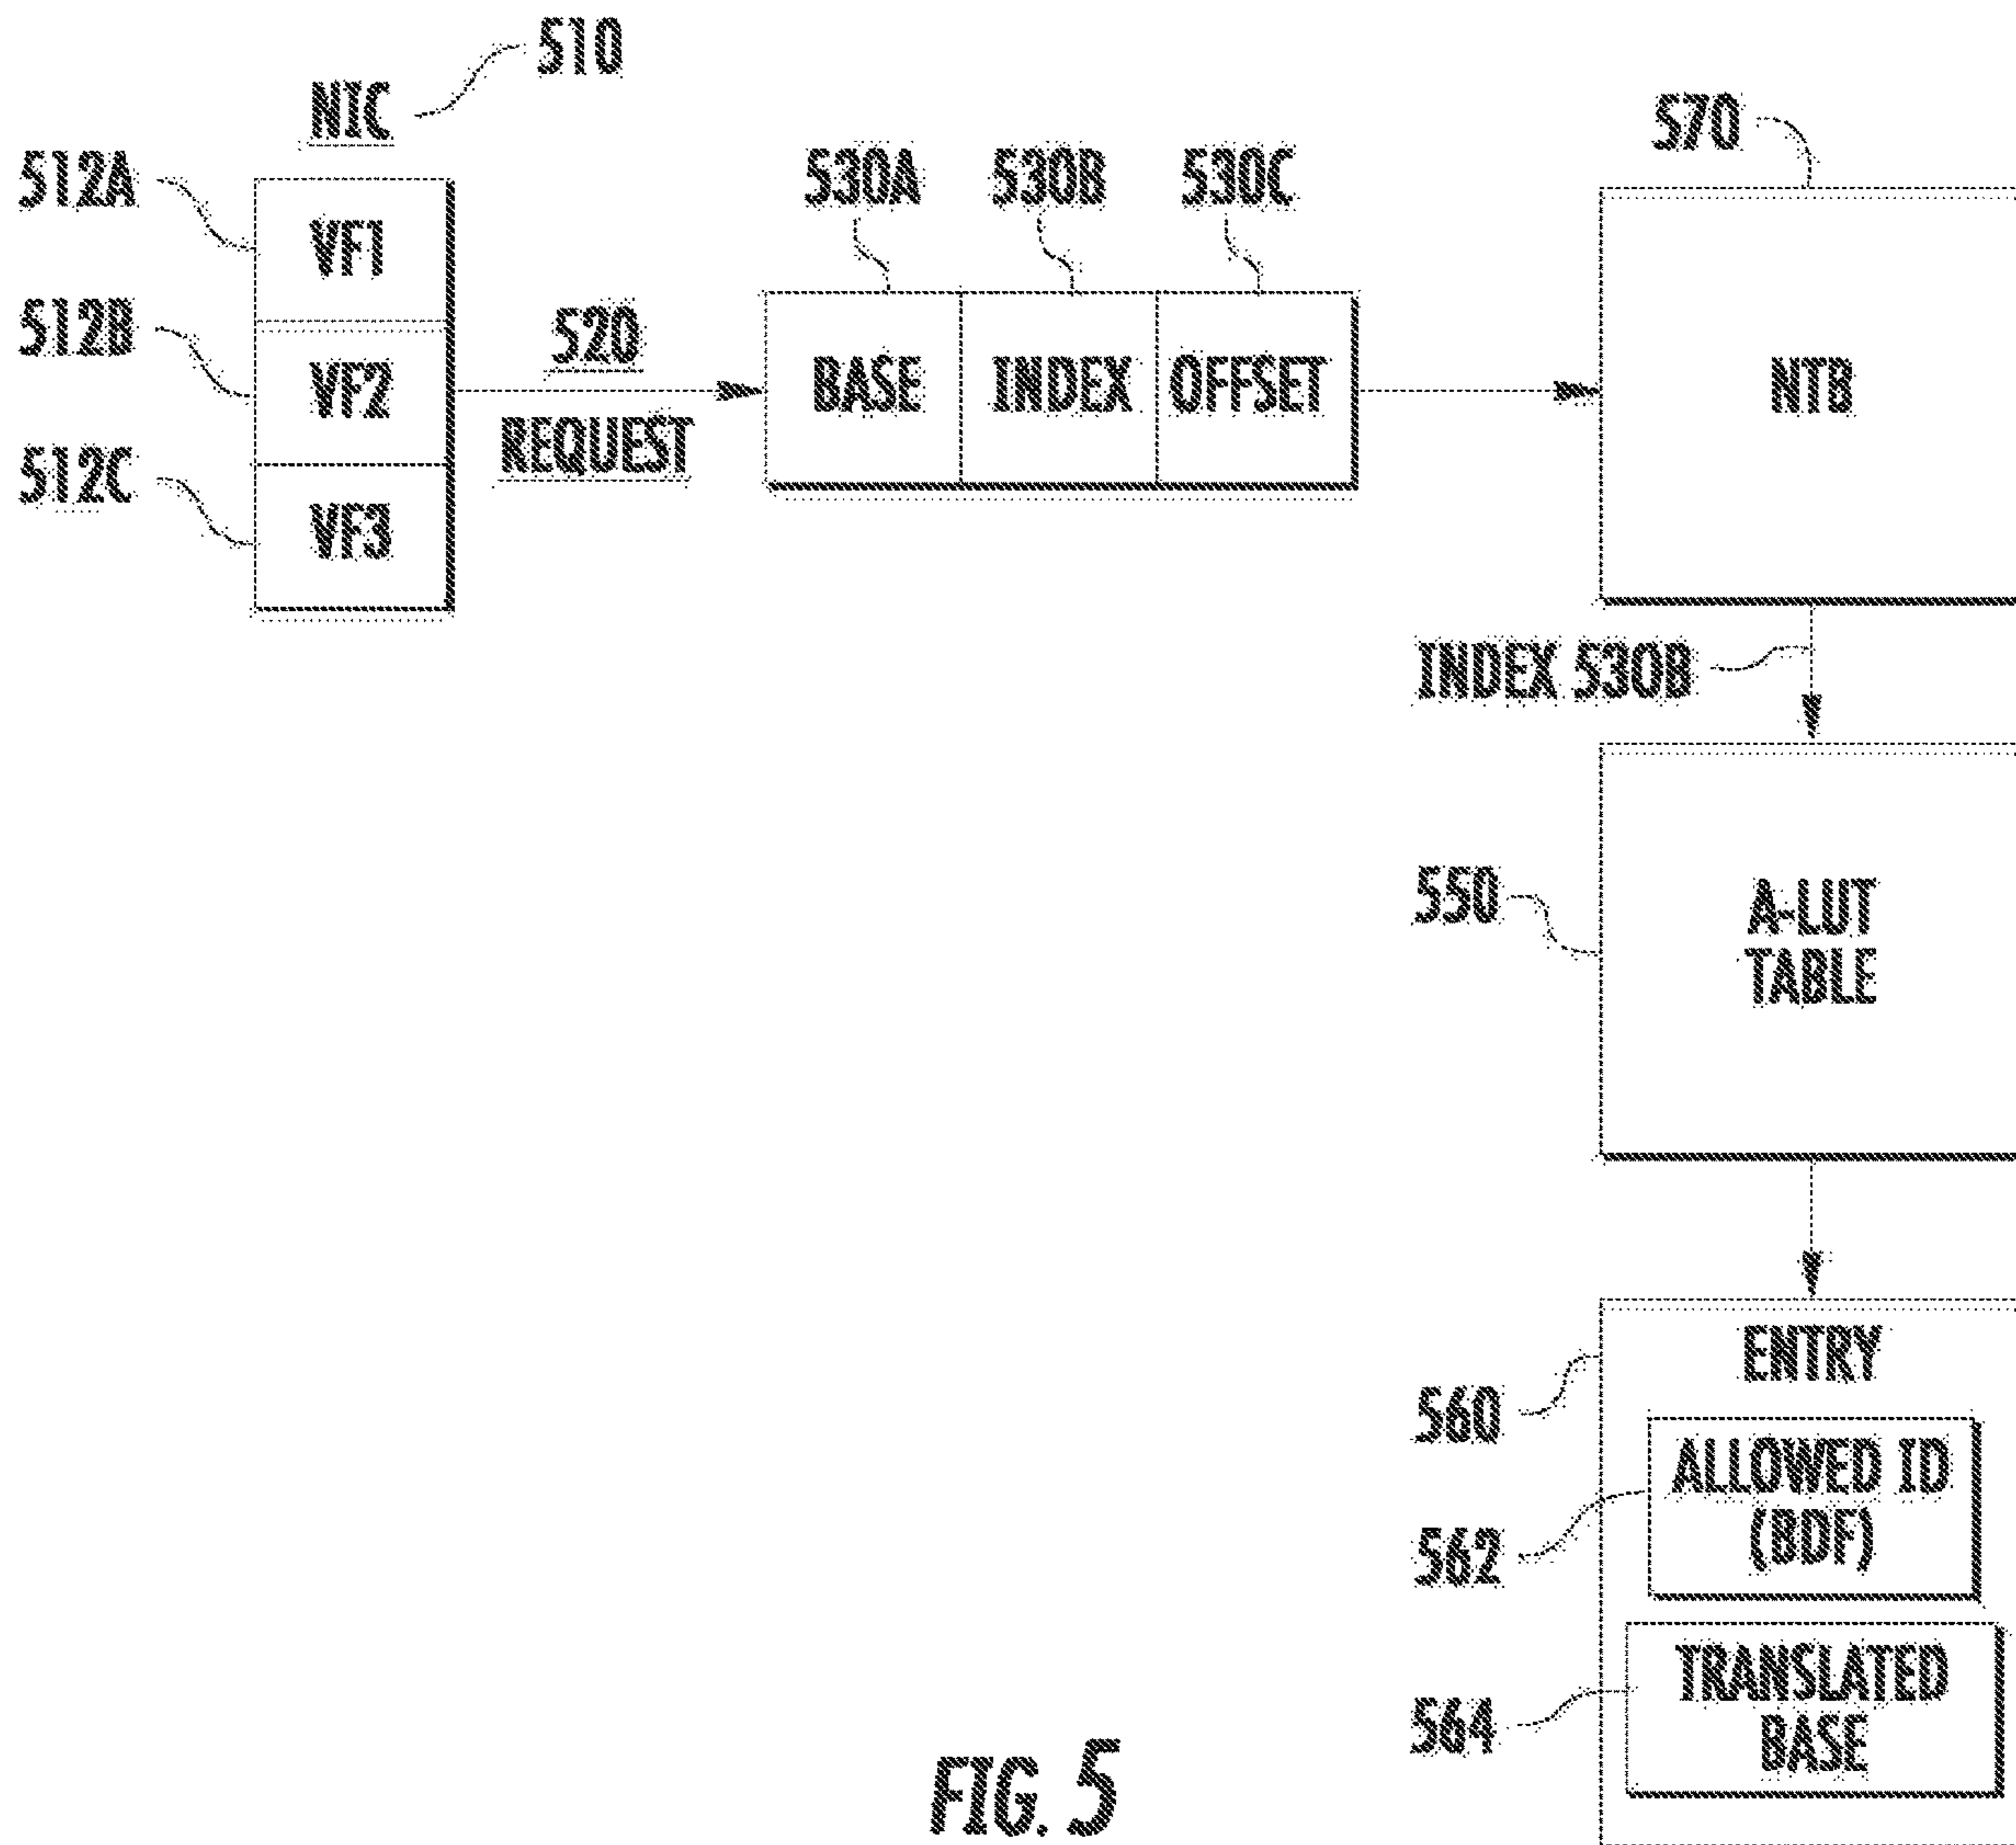 510
NIC
570
512A
530A
530B
530C
VF1
512B
520
VF2
BASE
INDEX
OFFSET
NTB
REQUEST
512C
VF3
INDEX 530B
550
A-LUT
TABLE
ENTRY
560
ALLOWED ID
(BDF)
562
TRANSLATED
BASE
564
FIG. 5